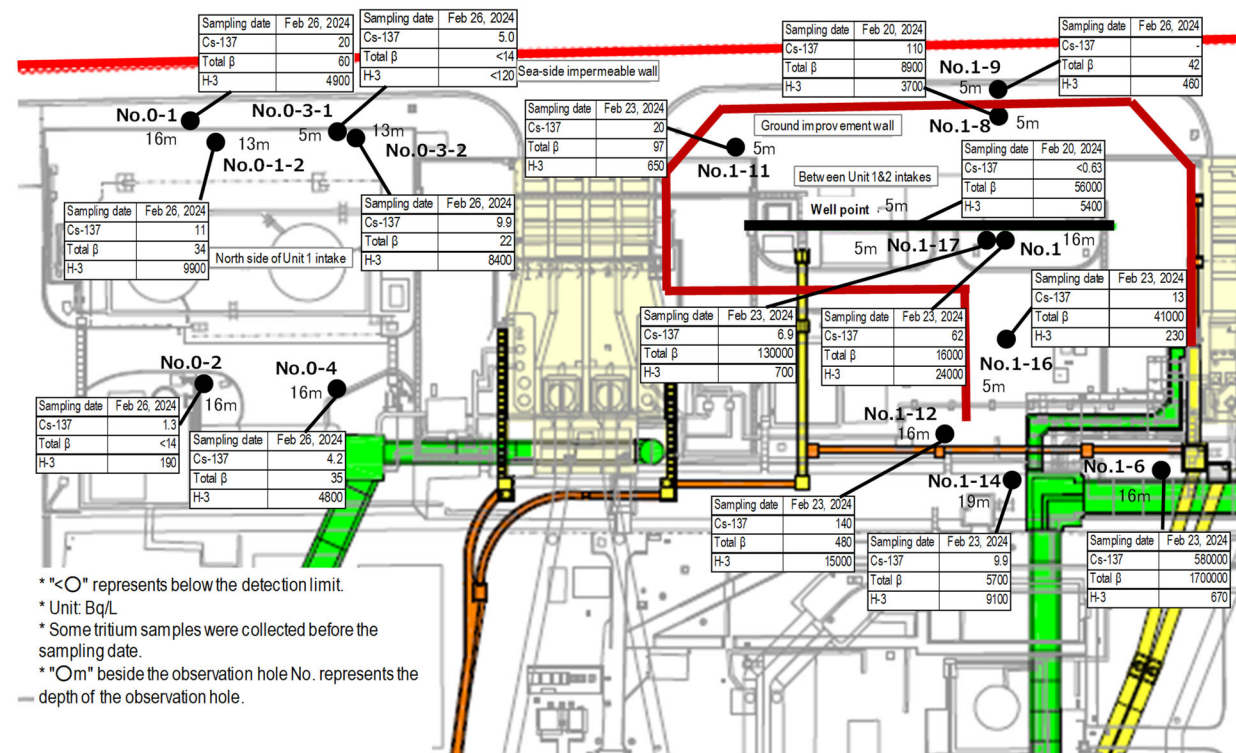 Sampling date Feb 26, 2024
Cs-137 20
Total β 60
H-3 4900
Sampling date Feb 26, 2024
Cs-137 5.0
Total β <14
H-3 <120
Sea-side impermeable wall
Sampling date Feb 20, 2024
Cs-137 110
Total β 8900
H-3 3700
Sampling date Feb 26, 2024
Cs-137 -
Total β 42
H-3 460
No.0-1
16m
No.0-1-2
13m
No.0-3-1
5m
No.0-3-2
13m
No.1-9
5m
No.1-8
5m
Sampling date Feb 23, 2024
Cs-137 20
Total β 97
H-3 650
No.1-11
5m
Ground improvement wall
Between Unit 1&2 intakes
Sampling date Feb 20, 2024
Cs-137 <0.63
Total β 56000
H-3 5400
Well point 5m
5m
No.1-17
No.1
16m
Sampling date Feb 26, 2024
Cs-137 11
Total β 34
H-3 9900
North side of Unit 1 intake
Sampling date Feb 26, 2024
Cs-137 9.9
Total β 22
H-3 8400
Sampling date Feb 23, 2024
Cs-137 6.9
Total β 130000
H-3 700
Sampling date Feb 23, 2024
Cs-137 62
Total β 16000
H-3 24000
Sampling date Feb 23, 2024
Cs-137 13
Total β 41000
H-3 230
No.1-16
5m
No.0-2
16m
No.0-4
16m
Sampling date Feb 26, 2024
Cs-137 1.3
Total β <14
H-3 190
Sampling date Feb 26, 2024
Cs-137 4.2
Total β 35
H-3 4800
No.1-12
16m
No.1-14
19m
No.1-6
16m
Sampling date Feb 23, 2024
Cs-137 140
Total β 480
H-3 15000
Sampling date Feb 23, 2024
Cs-137 9.9
Total β 5700
H-3 9100
Sampling date Feb 23, 2024
Cs-137 580000
Total β 1700000
H-3 670
* "<○" represents below the detection limit.
* Unit: Bq/L
* Some tritium samples were collected before the
sampling date.
* "○m" beside the observation hole No. represents the
depth of the observation hole.